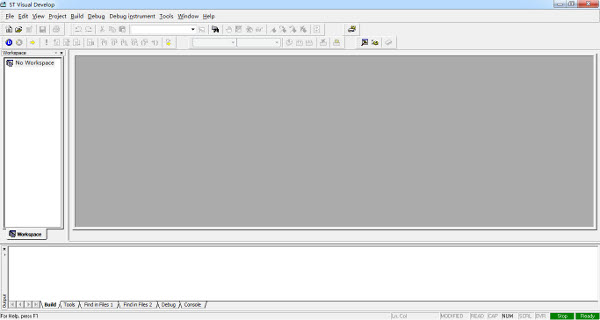 ST Visual Develop
File Edit View Project Build Debug Debug instrument Tools Window Help
Workspace
No Workspace
Workspace
Output
Build Tools Find in Files 1 Find in Files 2 Debug Console
For Help, press F1
Ln, Col MODIFIED READ CAP NUM SCRL OVR Stop Ready